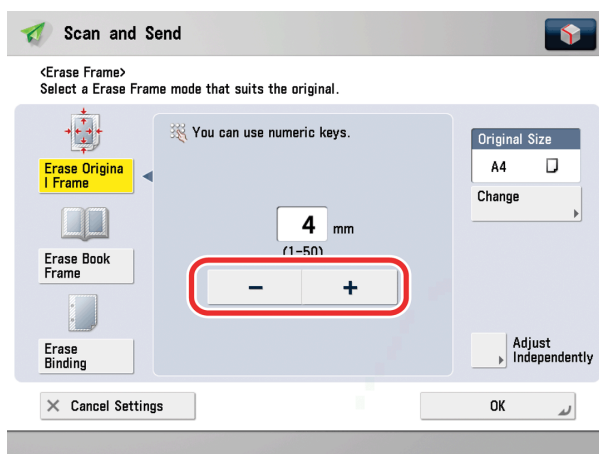 Scan and Send
<Erase Frame>
Select a Erase Frame mode that suits the original.
Erase Origina
l Frame
Erase Book
Frame
Erase
Binding
You can use numeric keys.
4 mm
(1-50)
− +
Original Size
A4
Change
Adjust
Independently
Cancel Settings
OK